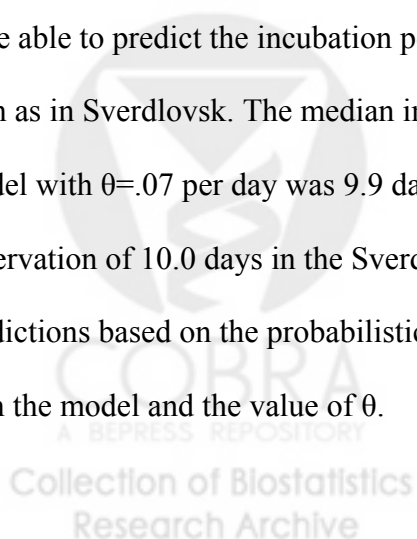 e able to predict the incubation p
n as in Sverdlovsk. The median in
del with θ=.07 per day was 9.9 da
ervation of 10.0 days in the Sverd
dictions based on the probabilistic
n the model and the value of θ.
COBRA
A BEPRESS REPOSITORY
Collection of Biostatistics
Research Archive